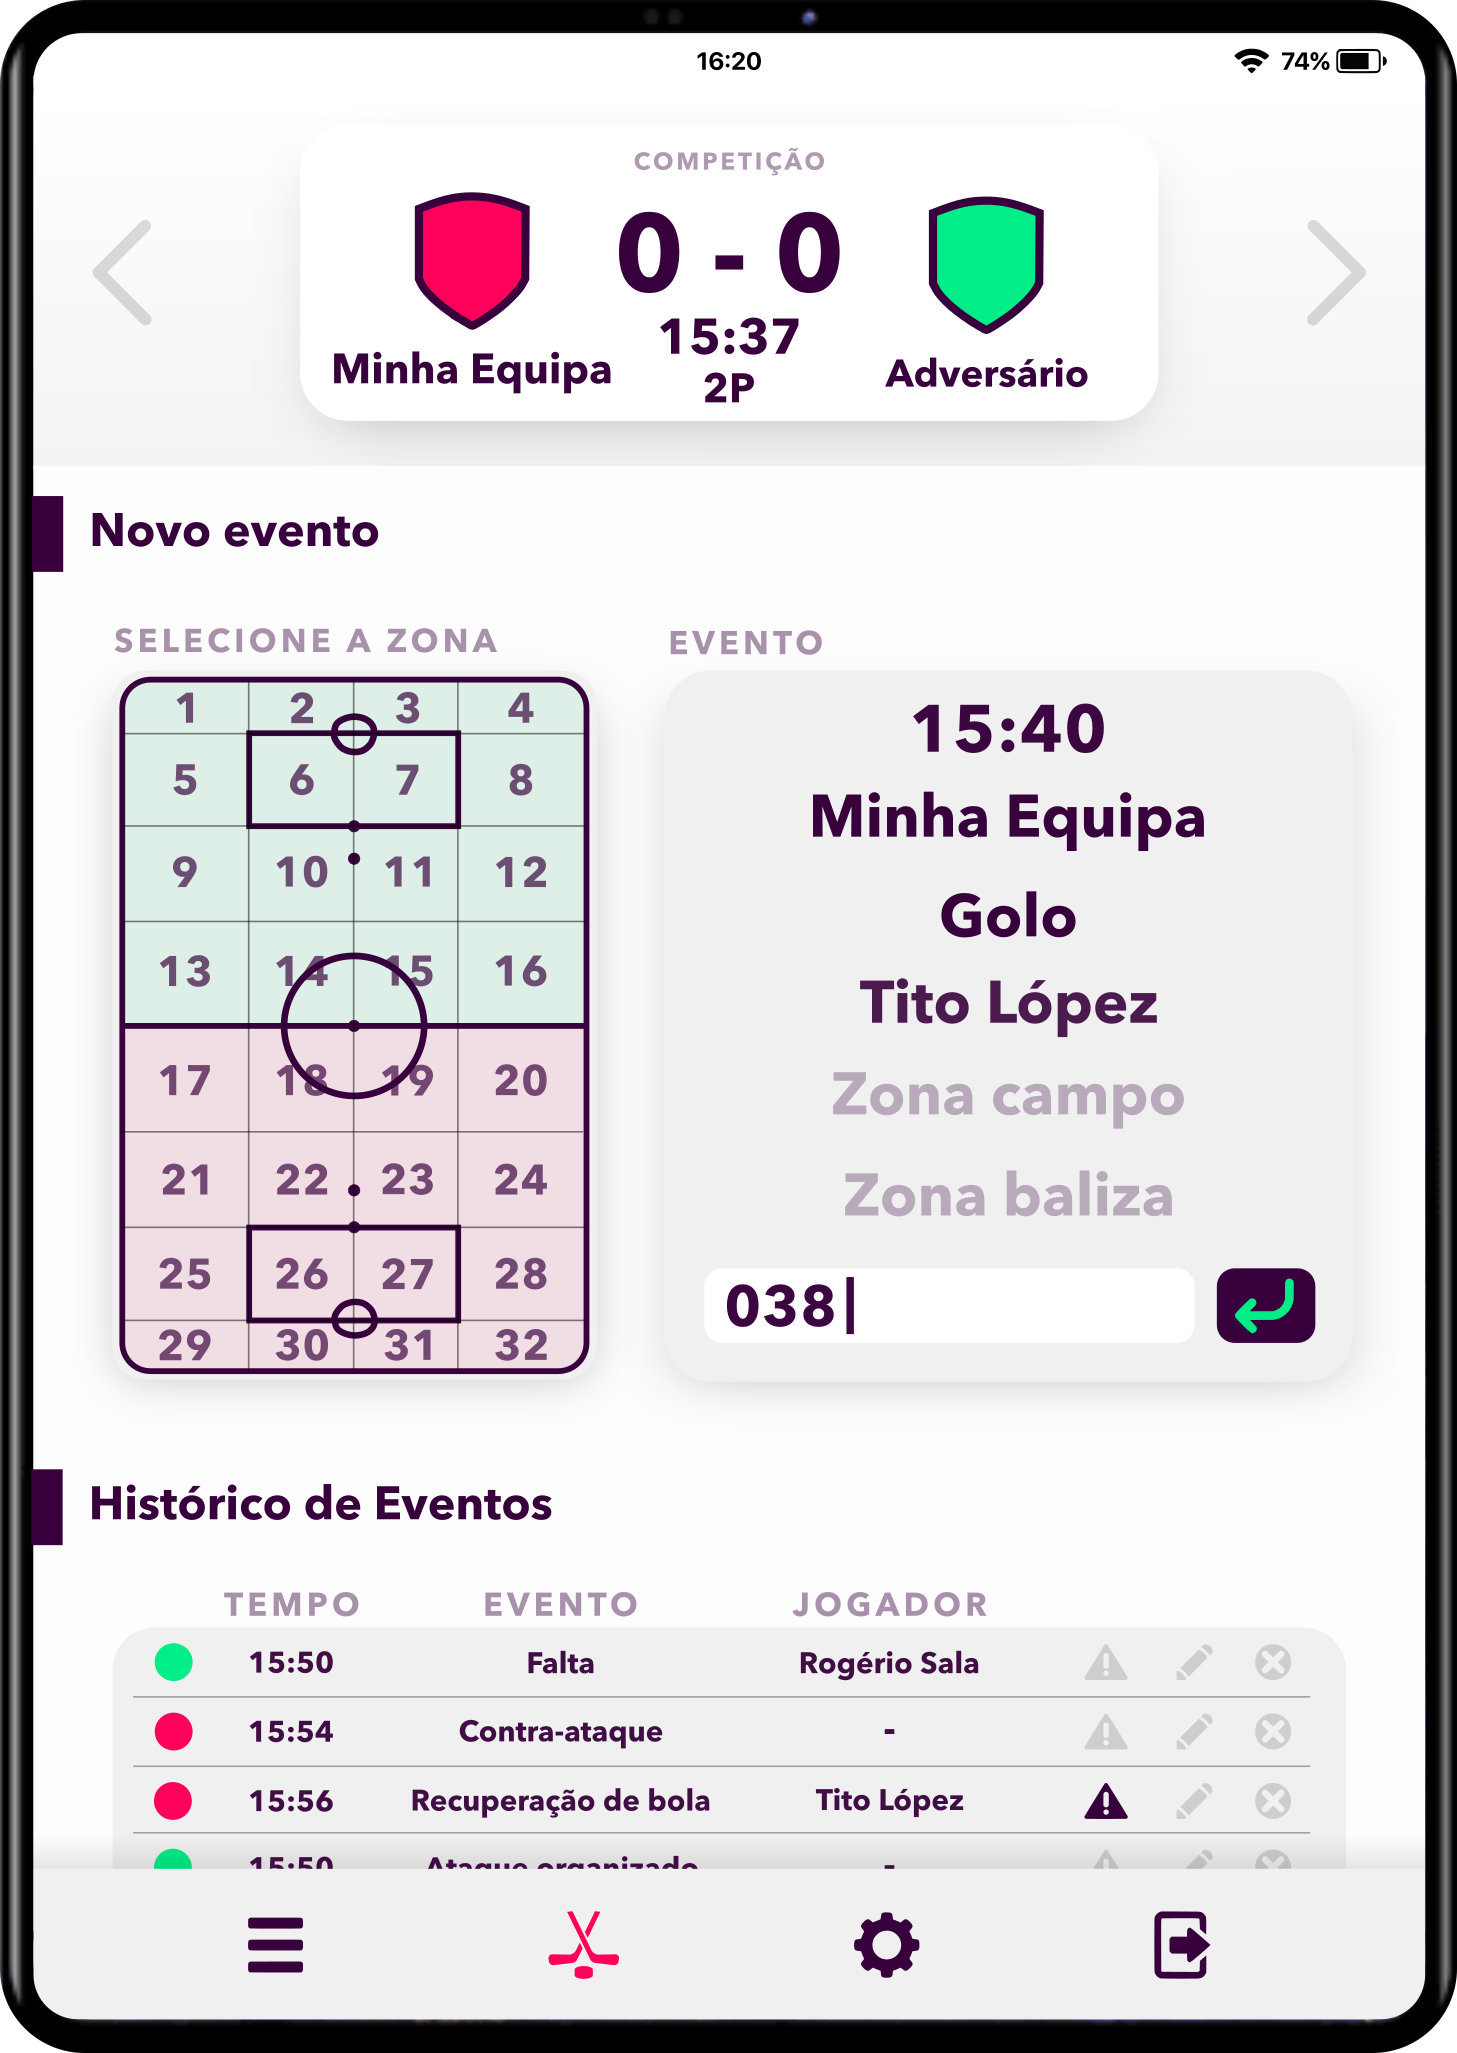 16:20
74%
COMPETIÇÃO
0 - 0
15:37
2P
Minha Equipa
Adversário
Novo evento
SELECIONE A ZONA
1 2 3 4
5 6 7 8
9 10 11 12
13 14 15 16
17 18 19 20
21 22 23 24
25 26 27 28
29 30 31 32
EVENTO
15:40
Minha Equipa
Golo
Tito López
Zona campo
Zona baliza
038
Histórico de Eventos
TEMPO EVENTO JOGADOR
15:50 Falta Rogério Sala
15:54 Contra-ataque -
15:56 Recuperação de bola Tito López
15:50 Ataque organizado -